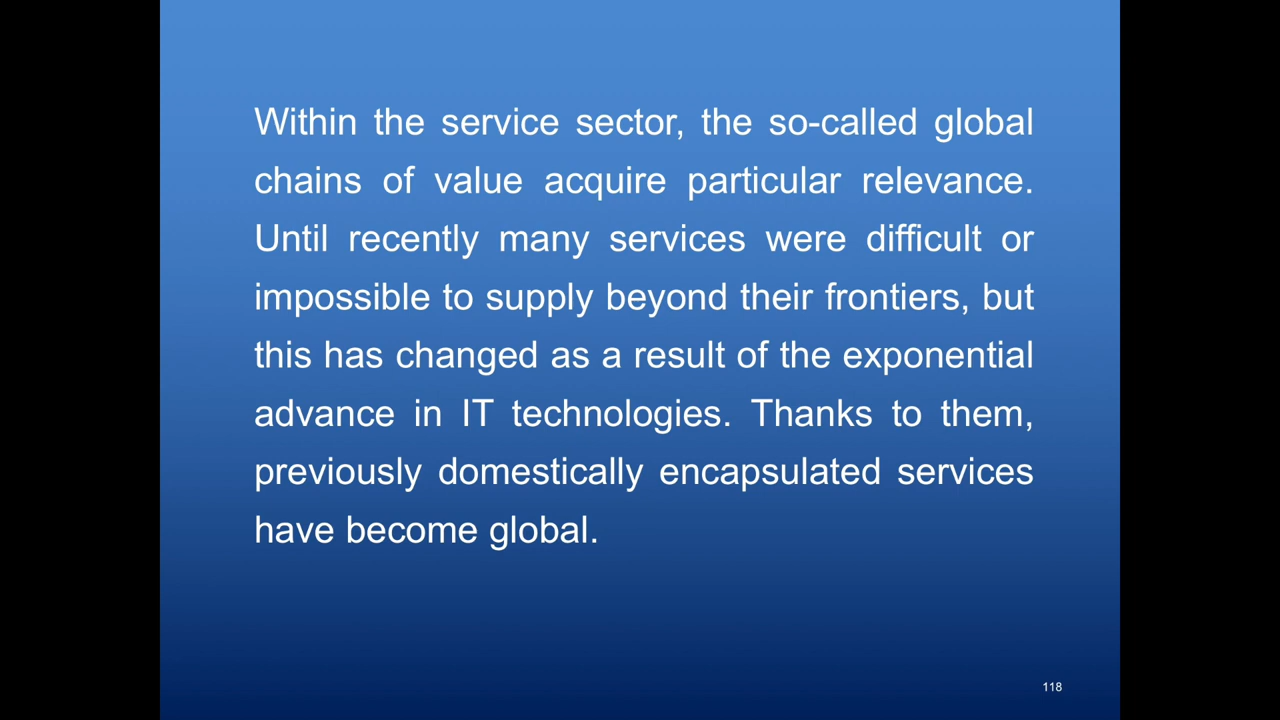 Within the service sector, the so-called global
chains of value acquire particular relevance.
Until recently many services were difficult or
impossible to supply beyond their frontiers, but
this has changed as a result of the exponential
advance in IT technologies. Thanks to them,
previously domestically encapsulated services
have become global.
118